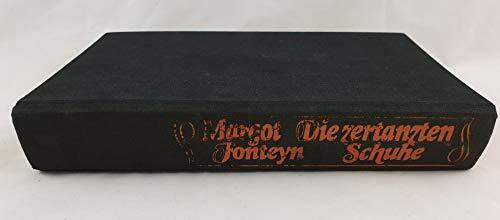 Margot
Fonteyn
Die zertanzten
Schuhe